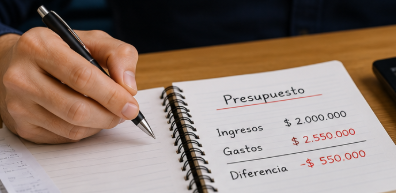 Presupuesto
Ingresos $ 2.000.000
Gastos $ 2.550.000
Diferencia -$ 550.000